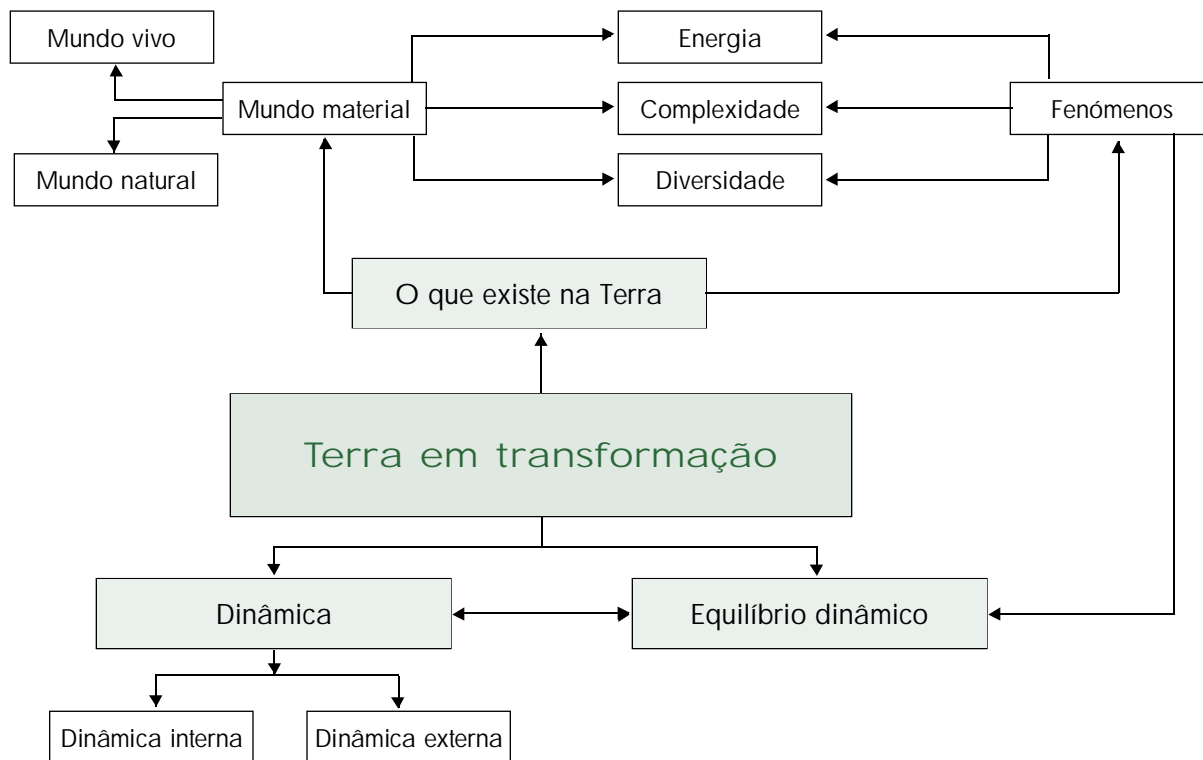 Mundo vivo
Energia
Mundo material
Complexidade
Fenómenos
Mundo natural
Diversidade
O que existe na Terra
Terra em transformação
Dinâmica
Equilíbrio dinâmico
Dinâmica interna
Dinâmica externa